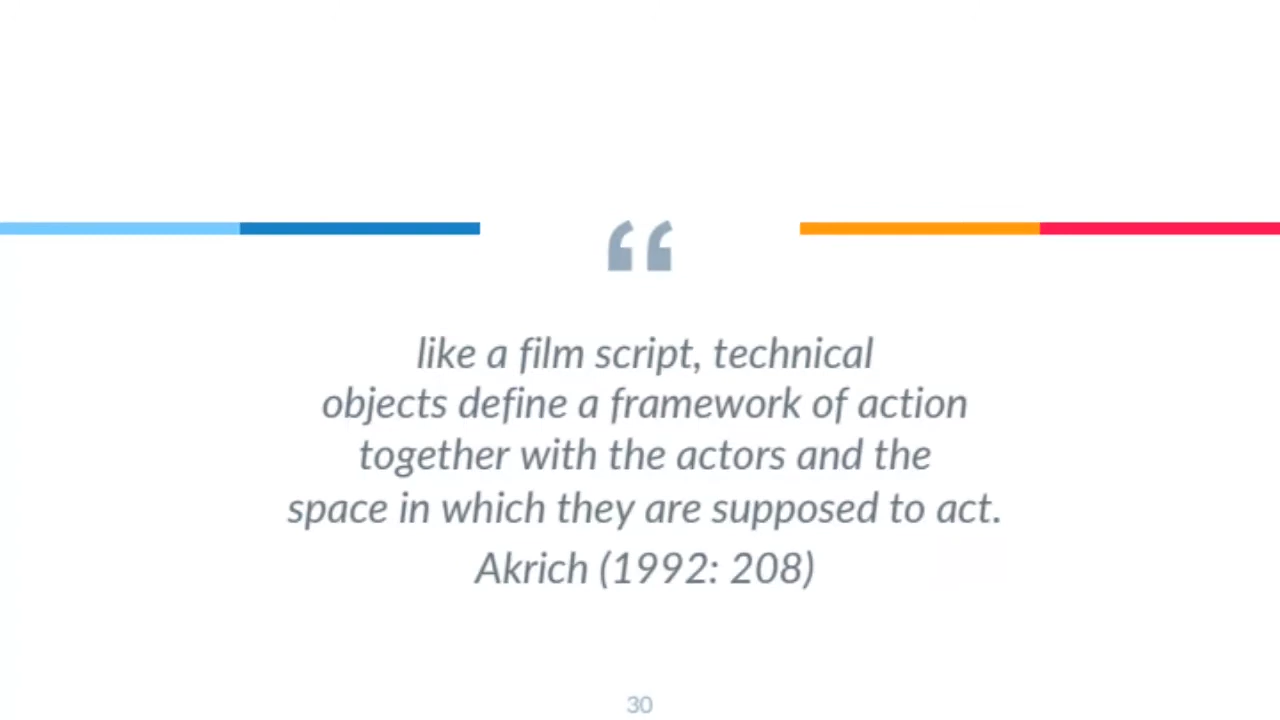 “
like a film script, technical
objects define a framework of action
together with the actors and the
space in which they are supposed to act.
Akrich (1992: 208)
30